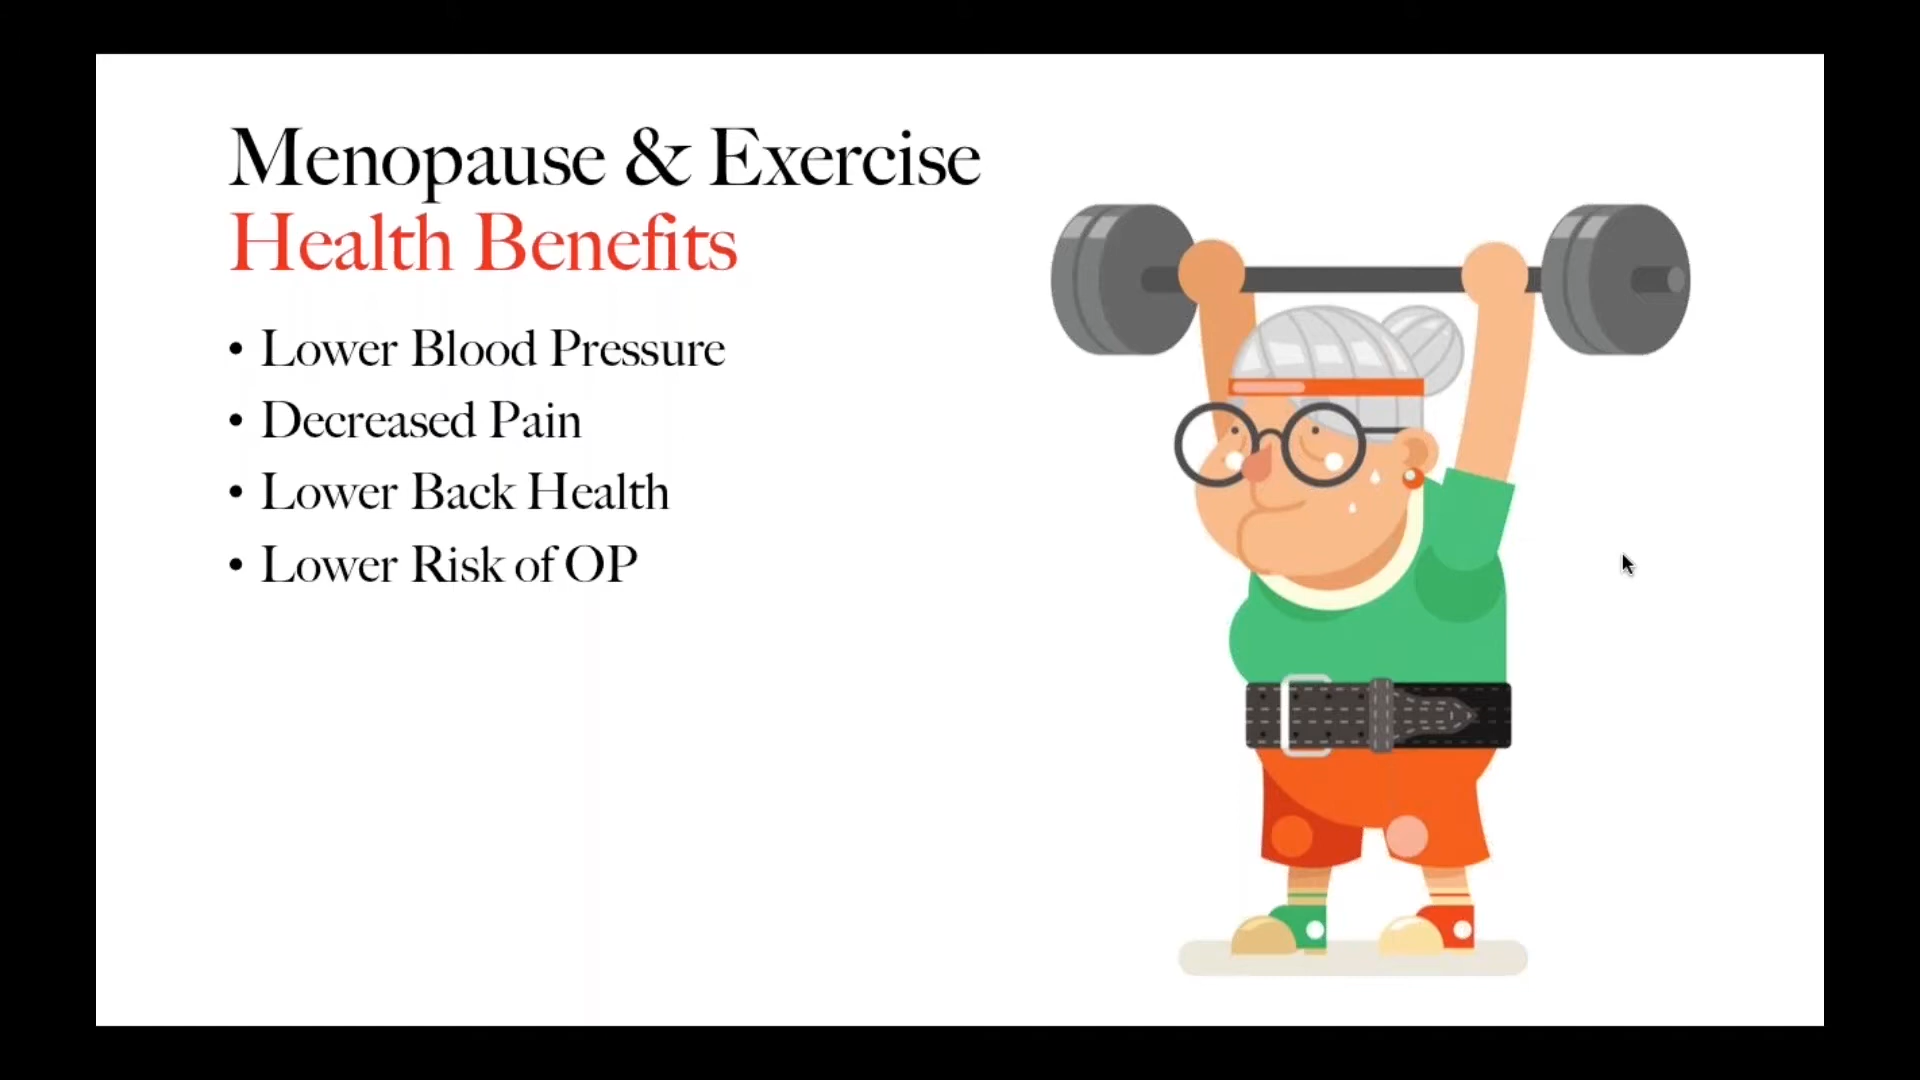 Menopause & Exercise
Health Benefits
• Lower Blood Pressure
• Decreased Pain
• Lower Back Health
• Lower Risk of OP